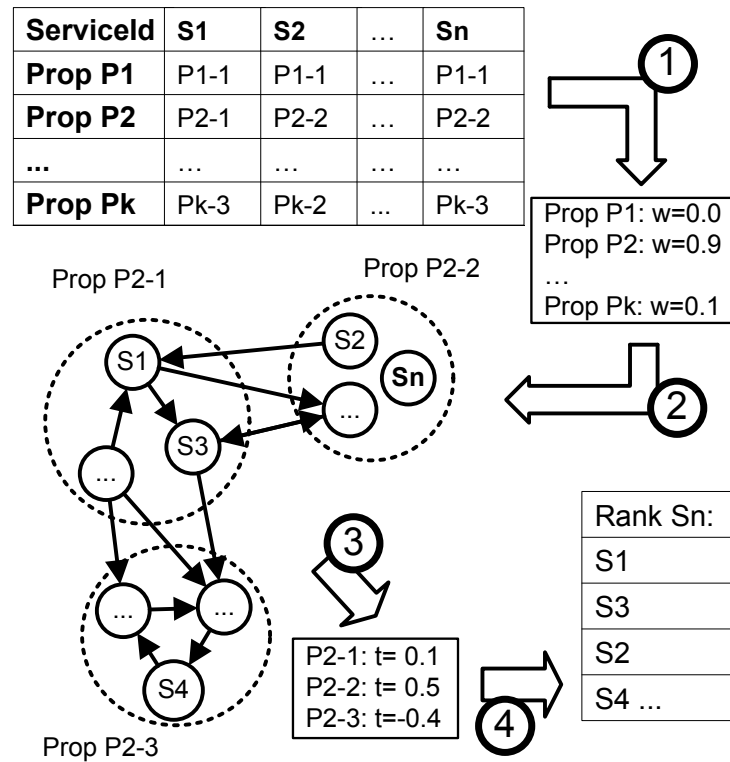 ServiceId S1 S2 … Sn
Prop P1 P1-1 P1-1 ... P1-1
Prop P2 P2-1 P2-2 ... P2-2
... … … … …
Prop Pk Pk-3 Pk-2 ... Pk-3
1
Prop P1: w=0.0
Prop P2: w=0.9
…
Prop Pk: w=0.1
2
Prop P2-1
Prop P2-2
S1
S2
Sn
...
S3
...
...
...
S4
Prop P2-3
3
P2-1: t= 0.1
P2-2: t= 0.5
P2-3: t=-0.4
4
Rank Sn:
S1
S3
S2
S4 ...